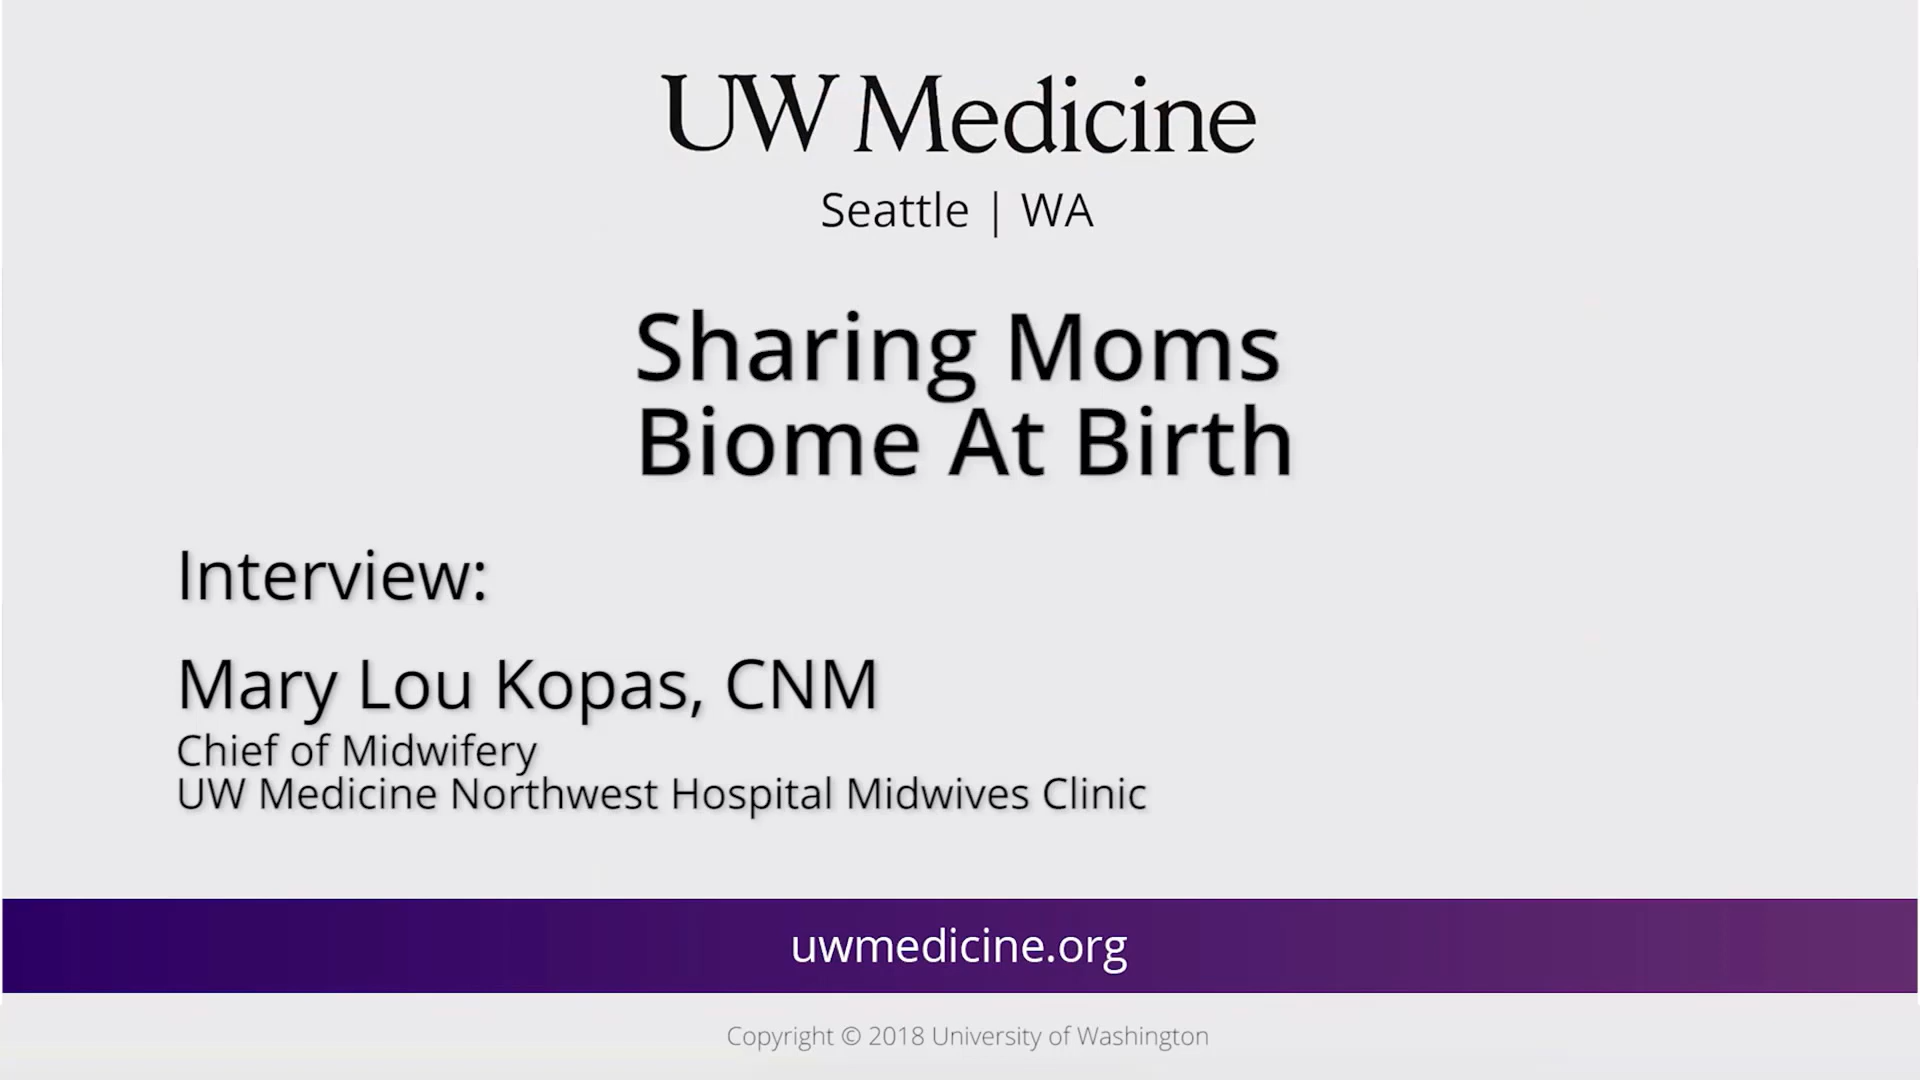 UW Medicine
Seattle | WA
Sharing Moms
Biome At Birth
Interview:
Mary Lou Kopas, CNM
Chief of Midwifery
UW Medicine Northwest Hospital Midwives Clinic
uwmedicine.org
Copyright © 2018 University of Washington